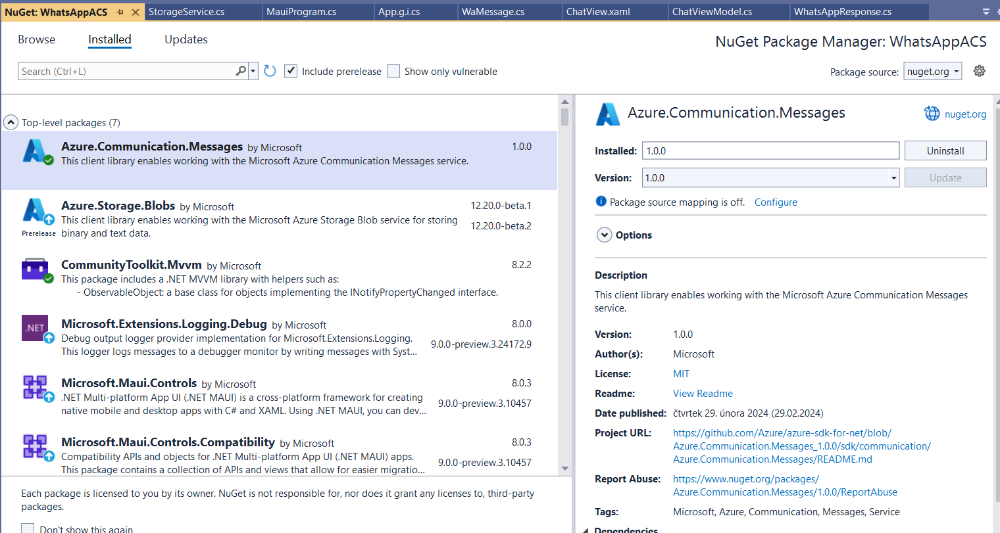 NuGet: WhatsAppACS
StorageService.cs
MauiProgram.cs
App.g.i.cs
WaMessage.cs
ChatView.xaml
ChatViewModel.cs
WhatsAppResponse.cs
Browse
Installed
Updates
NuGet Package Manager: WhatsAppACS
Search (Ctrl+L)
Include prerelease
Show only vulnerable
Package source:
nuget.org
Top-level packages (7)
Azure.Communication.Messages by Microsoft
1.0.0
This client library enables working with the Microsoft Azure Communication Messages service.
Azure.Storage.Blobs by Microsoft
12.20.0-beta.1
This client library enables working with the Microsoft Azure Storage Blob service for storing
12.20.0-beta.2
Prerelease
binary and text data.
CommunityToolkit.Mvvm by Microsoft
8.2.2
This package includes a .NET MVVM library with helpers such as:
- ObservableObject: a base class for objects implementing the INotifyPropertyChanged interface.
.NET
Microsoft.Extensions.Logging.Debug by Microsoft
8.0.0
Debug output logger provider implementation for Microsoft.Extensions.Logging.
9.0.0-preview.3.24172.9
This logger logs messages to a debugger monitor by writing messages with Syst...
Microsoft.Maui.Controls by Microsoft
8.0.3
.NET Multi-platform App UI (.NET MAUI) is a cross-platform framework for creating
9.0.0-preview.3.10457
native mobile and desktop apps with C# and XAML. Using .NET MAUI, you can dev...
Microsoft.Maui.Controls.Compatibility by Microsoft
8.0.3
Compatibility APIs and objects for .NET Multi-platform App UI (.NET MAUI) apps.
9.0.0-preview.3.10457
This package contains a collection of APIs and views that allow for easier migratio...
Each package is licensed to you by its owner. NuGet is not responsible for, nor does it grant any licenses to, third-party
packages.
Don't show this again
Azure.Communication.Messages
nuget.org
Installed:
1.0.0
Uninstall
Version:
1.0.0
Update
Package source mapping is off. Configure
Options
Description
This client library enables working with the Microsoft Azure Communication Messages
service.
Version: 1.0.0
Author(s): Microsoft
License: MIT
Readme: View Readme
Date published: čtvrtek 29. února 2024 (29.02.2024)
Project URL: https://github.com/Azure/azure-sdk-for-net/blob/
Azure.Communication.Messages_1.0.0/sdk/communication/
Azure.Communication.Messages/README.md
Report Abuse: https://www.nuget.org/packages/
Azure.Communication.Messages/1.0.0/ReportAbuse
Tags: Microsoft, Azure, Communication, Messages, Service
Dependencies